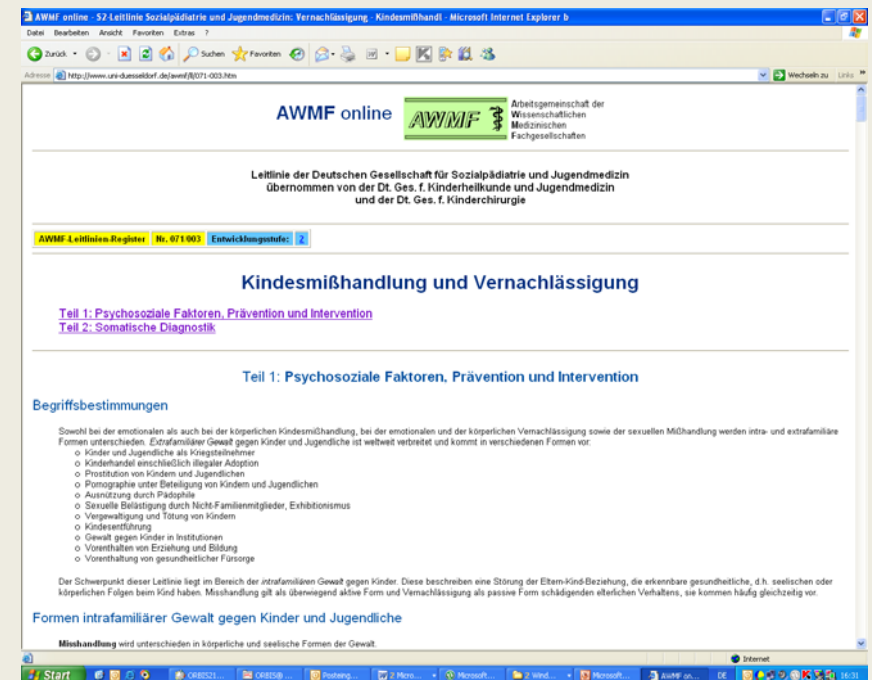 AWMF online - S2-Leitlinie Sozialpädiatrie und Jugendmedizin: Vernachlässigung - Kindesmißhandl - Microsoft Internet Explorer b
Datei Bearbeiten Ansicht Favoriten Extras ?
Zurück Suchen Favoriten
Adresse http://www.uni-duesseldorf.de/awmf/ll/071-003.htm Wechseln zu Links
AWMF online AWMF
Arbeitsgemeinschaft der
Wissenschaftlichen
Medizinischen
Fachgesellschaften
Leitlinie der Deutschen Gesellschaft für Sozialpädiatrie und Jugendmedizin
übernommen von der Dt. Ges. f. Kinderheilkunde und Jugendmedizin
und der Dt. Ges. f. Kinderchirurgie
AWMF-Leitlinien-Register Nr. 071/003 Entwicklungsstufe: 2
Kindesmißhandlung und Vernachlässigung
Teil 1: Psychosoziale Faktoren, Prävention und Intervention
Teil 2: Somatische Diagnostik
Teil 1: Psychosoziale Faktoren, Prävention und Intervention
Begriffsbestimmungen
Sowohl bei der emotionalen als auch bei der körperlichen Kindesmißhandlung, bei der emotionalen und der körperlichen Vernachlässigung sowie der sexuellen Mißhandlung werden intra- und extrafamiliäre
Formen unterschieden. Extrafamiliäre Gewalt gegen Kinder und Jugendliche ist weltweit verbreitet und kommt in verschiedenen Formen vor:
o Kinder und Jugendliche als Kriegsteilnehmer
o Kinderhandel einschließlich illegaler Adoption
o Prostitution von Kindern und Jugendlichen
o Pornographie unter Beteiligung von Kindern und Jugendlichen
o Ausnützung durch Pädophile
o Sexuelle Belästigung durch Nicht-Familienmitglieder, Exhibitionismus
o Vergewaltigung und Tötung von Kindern
o Kindesentführung
o Gewalt gegen Kinder in Institutionen
o Vorenthalten von Erziehung und Bildung
o Vorenthaltung von gesundheitlicher Fürsorge
Der Schwerpunkt dieser Leitlinie liegt im Bereich der intrafamiliären Gewalt gegen Kinder. Diese beschreiben eine Störung der Eltern-Kind-Beziehung, die erkennbare gesundheitliche, d.h. seelischen oder
körperlichen Folgen beim Kind haben. Misshandlung gilt als überwiegend aktive Form und Vernachlässigung als passive Form schädigenden elterlichen Verhaltens, sie kommen häufig gleichzeitig vor.
Formen intrafamiliärer Gewalt gegen Kinder und Jugendliche
Misshandlung wird unterschieden in körperliche und seelische Formen der Gewalt.
Internet
Start ORBIS21... ORBIS@ ... Posteing... 2 Micro... Microsoft... 2 Wind... Microsoft... AWMF on... DE 16:31